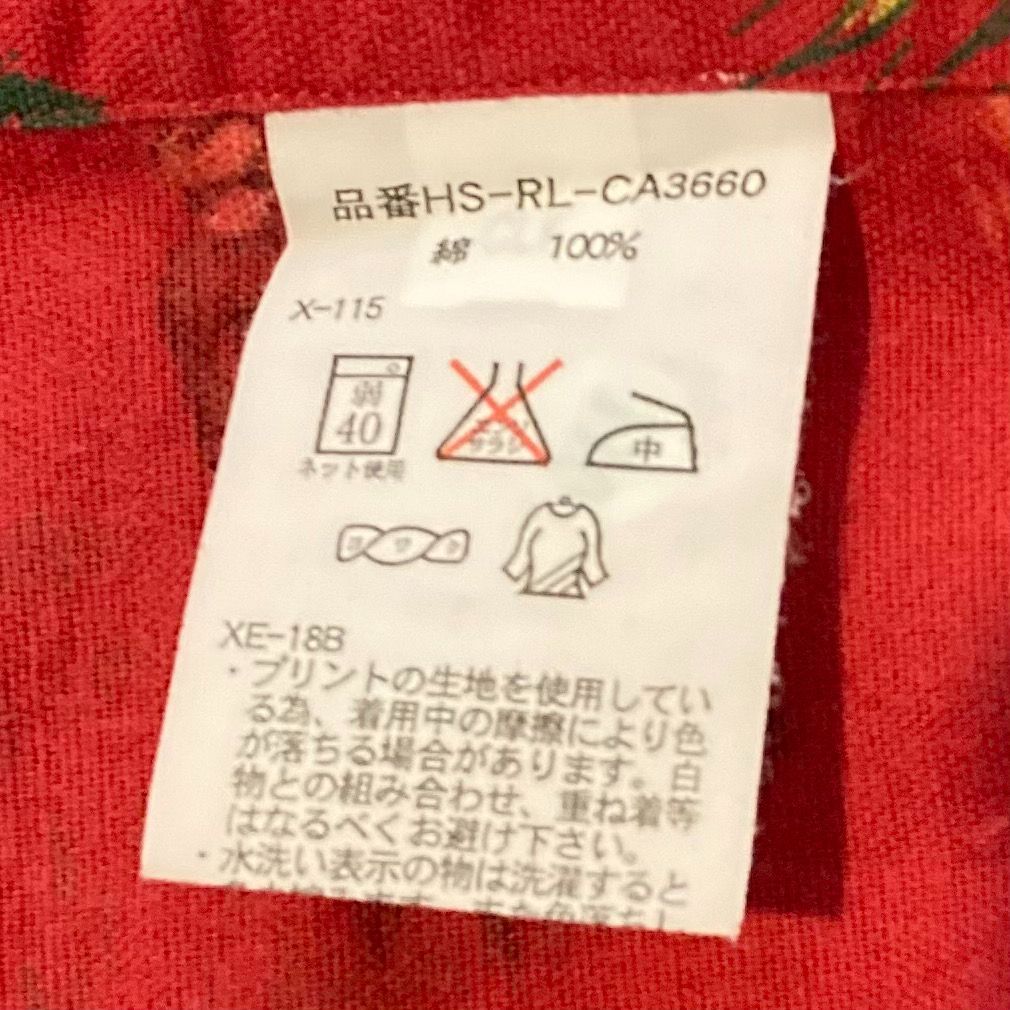 品番HS-RL-CA3660
綿 100%
X-115
弱
40
ネット使用
サラシ
中
XE-18B
・プリントの生地を使用してい
る為、着用中の摩擦により色
が落ちる場合があります。白
物との組み合わせ、重ね着等
はなるべくお避け下さい。
・水洗い表示の物は洗濯すると